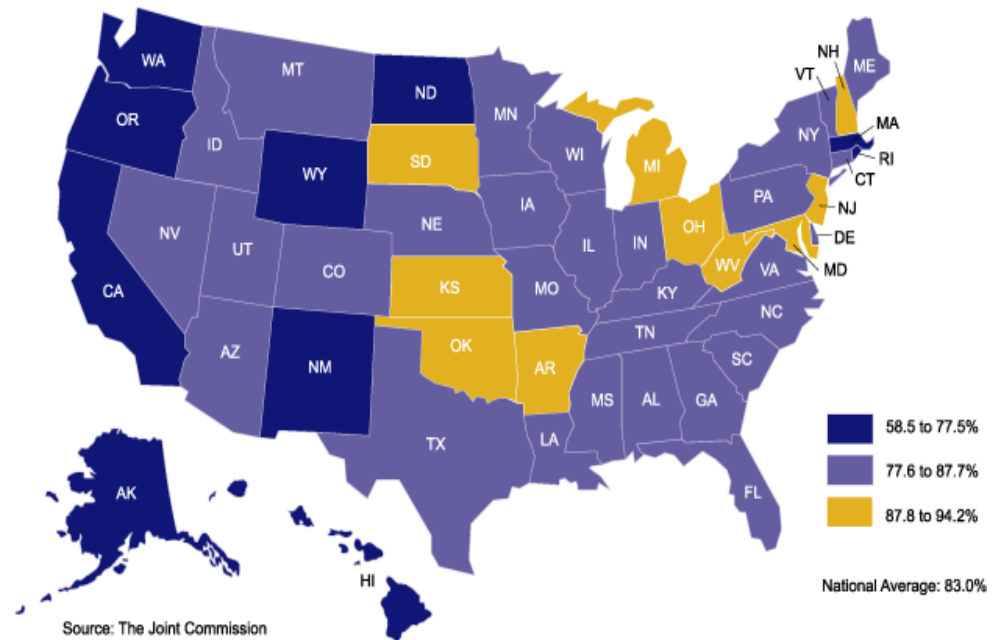 WA
MT
ND
MN
OR
ID
SD
WI
MI
NY
VT
NH
ME
MA
RI
CT
WY
NE
IA
PA
NJ
NV
UT
CO
KS
MO
IL
IN
OH
WV
VA
DE
MD
CA
AZ
NM
OK
AR
KY
TN
NC
SC
MS
AL
GA
TX
LA
FL
AK
HI
58.5 to 77.5%
77.6 to 87.7%
87.8 to 94.2%
National Average: 83.0%
Source: The Joint Commission